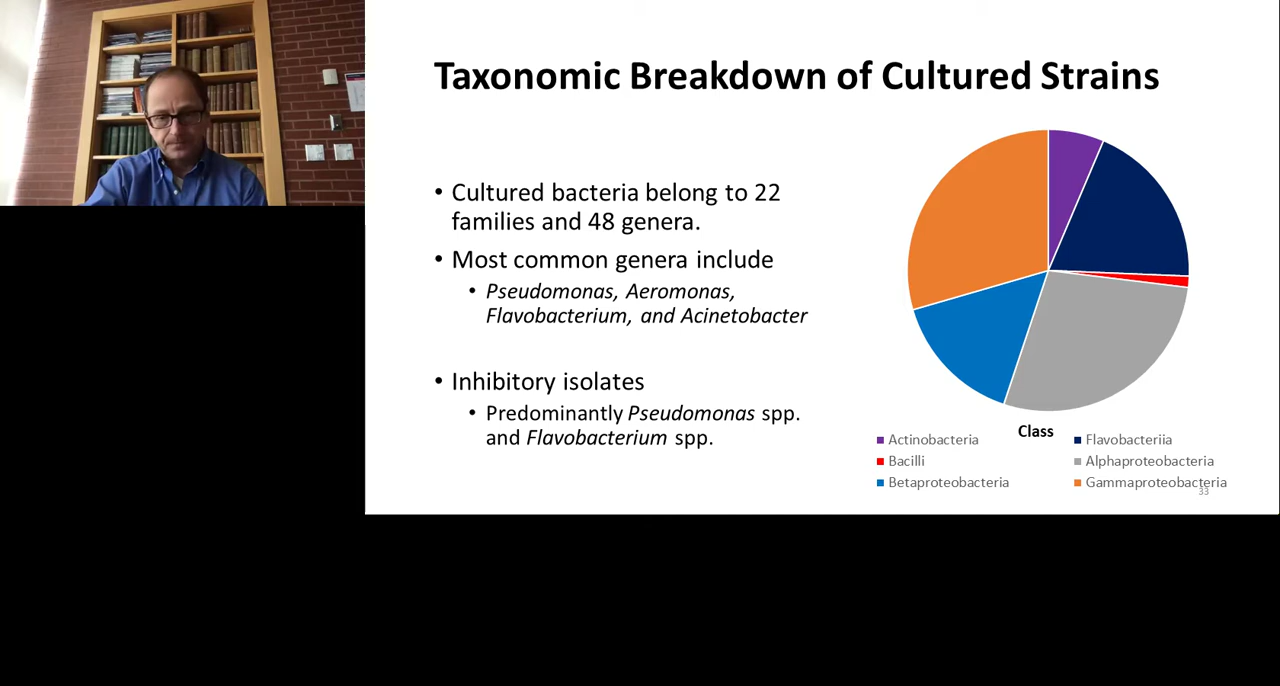 Taxonomic Breakdown of Cultured Strains
• Cultured bacteria belong to 22
families and 48 genera.
• Most common genera include
• Pseudomonas, Aeromonas,
Flavobacterium, and Acinetobacter
• Inhibitory isolates
• Predominantly Pseudomonas spp.
and Flavobacterium spp.
Class
Actinobacteria
Flavobacteriia
Bacilli
Alphaproteobacteria
Betaproteobacteria
Gammaproteobacteria
33